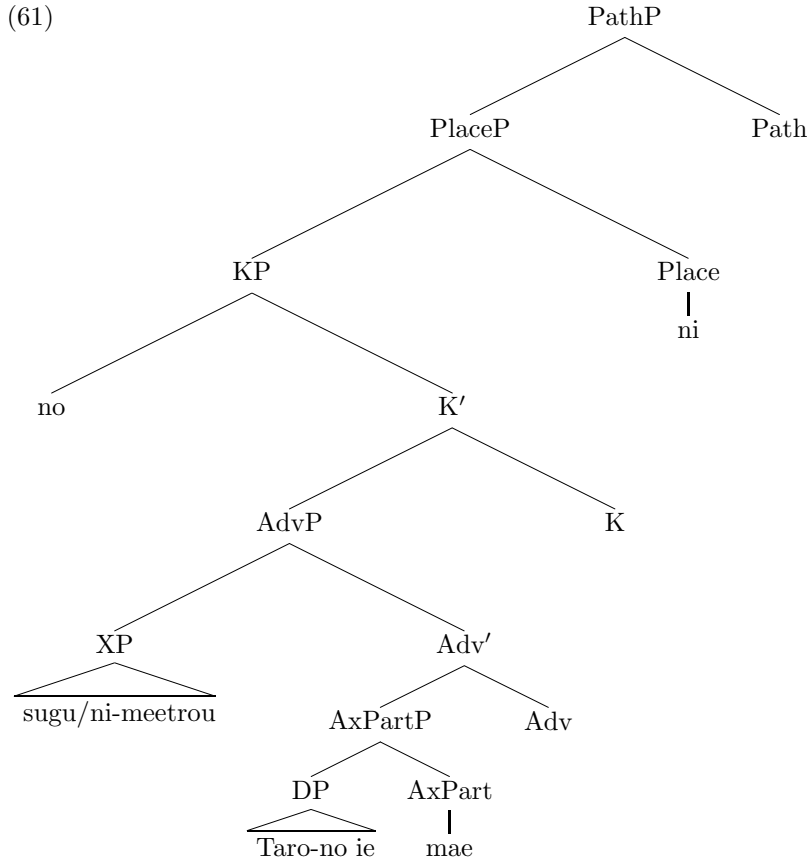 (61)
PathP
PlaceP Path
KP Place
ni
no K′
AdvP K
XP Adv′
sugu/ni-meetrou
AxPartP Adv
DP AxPart
Taro-no ie mae